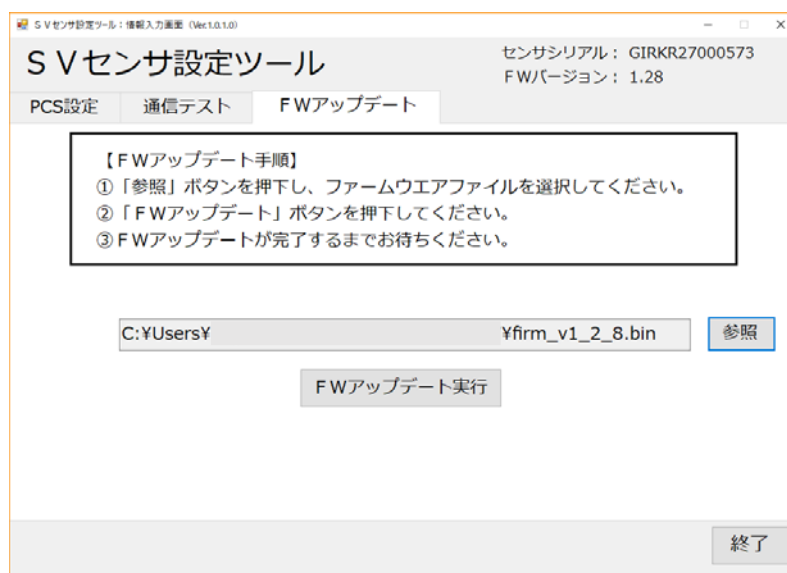 ＳＶセンサ設定ツール：情報入力画面 (Ver.1.0.1.0)
ＳＶセンサ設定ツール
センサシリアル： GIRKR27000573
ＦＷバージョン： 1.28
PCS設定 通信テスト ＦＷアップデート
【ＦＷアップデート手順】
①「参照」ボタンを押下し、ファームウエアファイルを選択してください。
②「ＦＷアップデート」ボタンを押下してください。
③ＦＷアップデートが完了するまでお待ちください。
C:¥Users¥ ¥firm_v1_2_8.bin 参照
ＦＷアップデート実行
終了